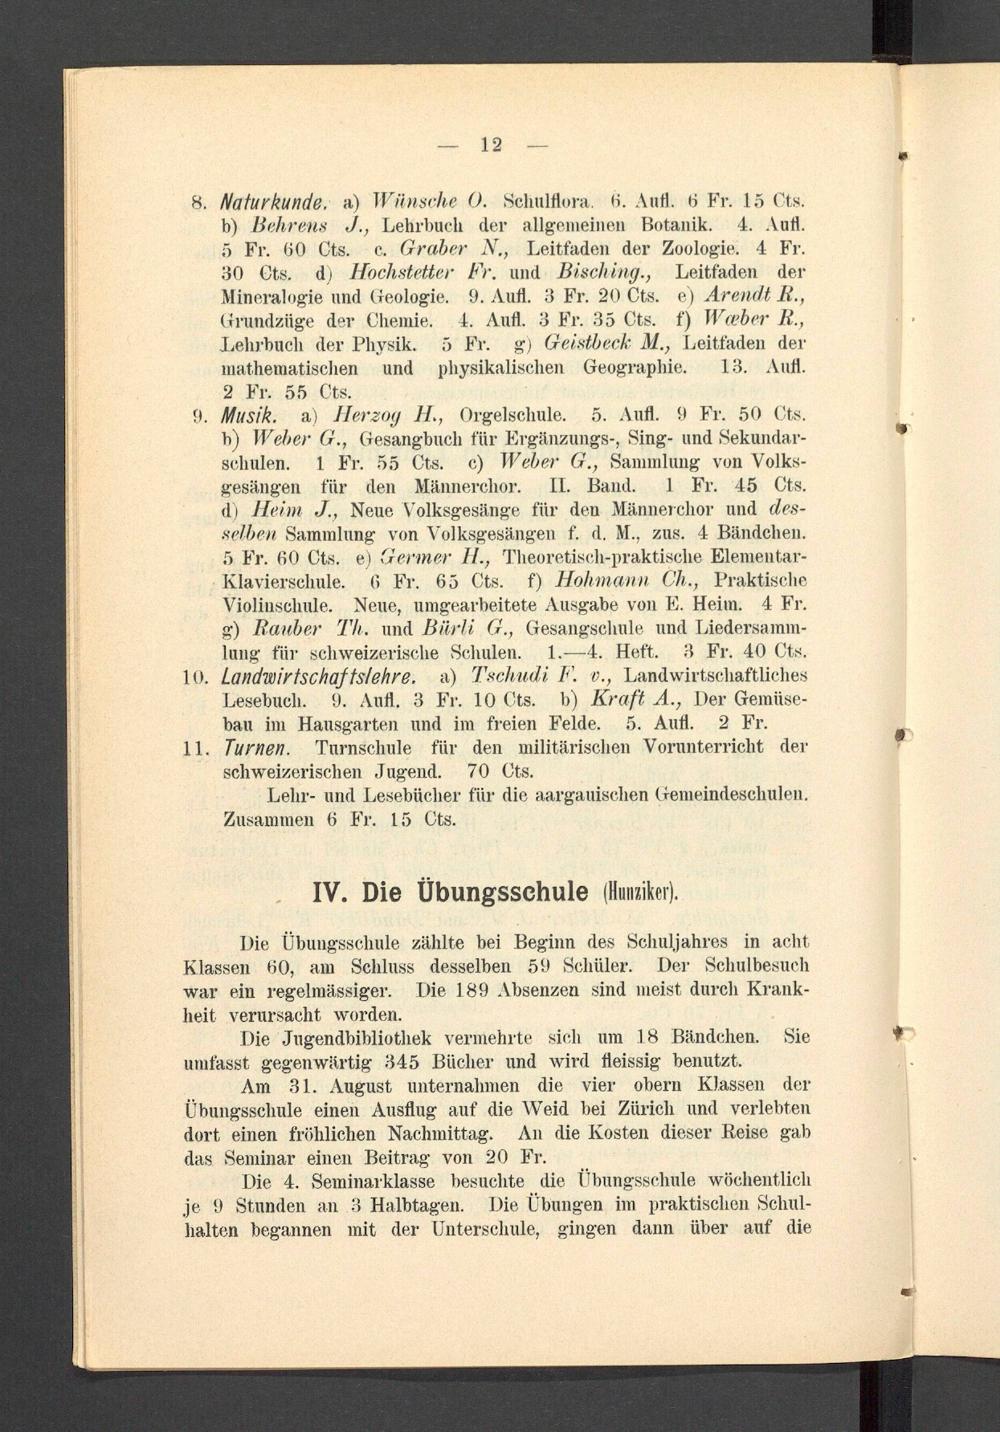 — 12 —
8. Naturkunde. a) Wünsche O. Schulflora. 6. Aufl. 6 Fr. 15 Cts.
b) Behrens J., Lehrbuch der allgemeinen Botanik. 4. Aufl.
5 Fr. 60 Cts. c. Graber N., Leitfaden der Zoologie. 4 Fr.
30 Cts. d) Hochstetter Fr. und Bisching., Leitfaden der
Mineralogie und Geologie. 9. Aufl. 3 Fr. 20 Cts. e) Arendt R.,
Grundzüge der Chemie. 4. Aufl. 3 Fr. 35 Cts. f) Wæber R.,
Lehrbuch der Physik. 5 Fr. g) Geistbeck M., Leitfaden der
mathematischen und physikalischen Geographie. 13. Aufl.
2 Fr. 55 Cts.
9. Musik. a) Herzog H., Orgelschule. 5. Aufl. 9 Fr. 50 Cts.
b) Weber G., Gesangbuch für Ergänzungs-, Sing- und Sekundar-
schulen. 1 Fr. 55 Cts. c) Weber G., Sammlung von Volks-
gesängen für den Männerchor. II. Band. 1 Fr. 45 Cts.
d) Heim J., Neue Volksgesänge für den Männerchor und des-
selben Sammlung von Volksgesängen f. d. M., zus. 4 Bändchen.
5 Fr. 60 Cts. e) Germer H., Theoretisch-praktische Elementar-
Klavierschule. 6 Fr. 65 Cts. f) Hohmann Ch., Praktische
Violinschule. Neue, umgearbeitete Ausgabe von E. Heim. 4 Fr.
g) Rauber Th. und Bürli G., Gesangschule und Liedersamm-
lung für schweizerische Schulen. 1.—4. Heft. 3 Fr. 40 Cts.
10. Landwirtschaftslehre. a) Tschudi F. v., Landwirtschaftliches
Lesebuch. 9. Aufl. 3 Fr. 10 Cts. b) Kraft A., Der Gemüse-
bau im Hausgarten und im freien Felde. 5. Aufl. 2 Fr.
11. Turnen. Turnschule für den militärischen Vorunterricht der
schweizerischen Jugend. 70 Cts.
Lehr- und Lesebücher für die aargauischen Gemeindeschulen.
Zusammen 6 Fr. 15 Cts.
IV. Die Übungsschule (Hunziker).
Die Übungsschule zählte bei Beginn des Schuljahres in acht
Klassen 60, am Schluss desselben 59 Schüler. Der Schulbesuch
war ein regelmässiger. Die 189 Absenzen sind meist durch Krank-
heit verursacht worden.
Die Jugendbibliothek vermehrte sich um 18 Bändchen. Sie
umfasst gegenwärtig 345 Bücher und wird fleissig benutzt.
Am 31. August unternahmen die vier obern Klassen der
Übungsschule einen Ausflug auf die Weid bei Zürich und verlebten
dort einen fröhlichen Nachmittag. An die Kosten dieser Reise gab
das Seminar einen Beitrag von 20 Fr.
Die 4. Seminarklasse besuchte die Übungsschule wöchentlich
je 9 Stunden an 3 Halbtagen. Die Übungen im praktischen Schul-
halten begannen mit der Unterschule, gingen dann über auf die